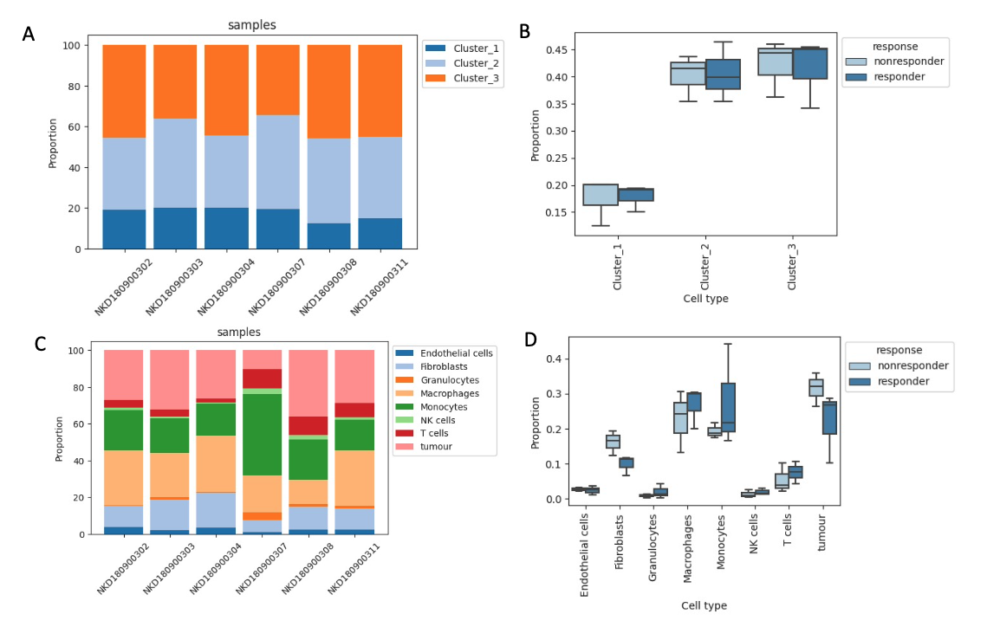 A
samples
Proportion
100
80
60
40
20
0
NKD180900302
NKD180900303
NKD180900304
NKD180900307
NKD180900308
NKD180900311
Cluster_1
Cluster_2
Cluster_3
B
Proportion
0.45
0.40
0.35
0.30
0.25
0.20
0.15
Cluster_1
Cluster_2
Cluster_3
Cell type
response
nonresponder
responder
C
samples
Proportion
100
80
60
40
20
0
NKD180900302
NKD180900303
NKD180900304
NKD180900307
NKD180900308
NKD180900311
Endothelial cells
Fibroblasts
Granulocytes
Macrophages
Monocytes
NK cells
T cells
tumour
D
Proportion
0.4
0.3
0.2
0.1
0.0
Endothelial cells
Fibroblasts
Granulocytes
Macrophages
Monocytes
NK cells
T cells
tumour
Cell type
response
nonresponder
responder